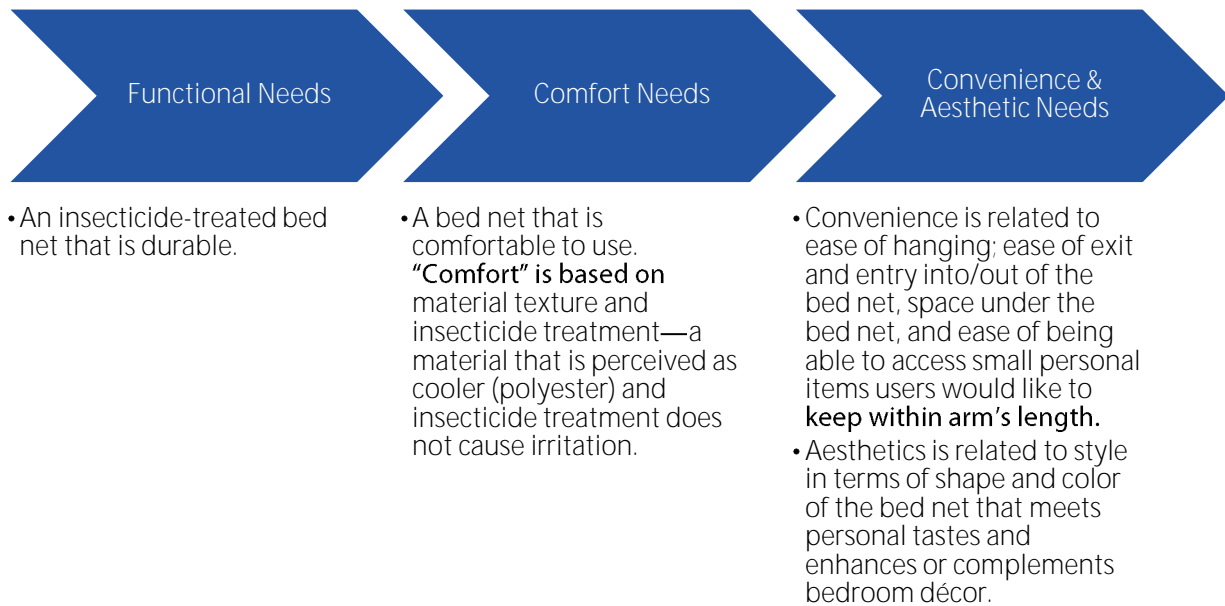 Functional Needs
Comfort Needs
Convenience &
Aesthetic Needs
• An insecticide-treated bed
net that is durable.
• A bed net that is
comfortable to use.
“Comfort” is based on
material texture and
insecticide treatment—a
material that is perceived as
cooler (polyester) and
insecticide treatment does
not cause irritation.
• Convenience is related to
ease of hanging; ease of exit
and entry into/out of the
bed net, space under the
bed net, and ease of being
able to access small personal
items users would like to
keep within arm’s length.
• Aesthetics is related to style
in terms of shape and color
of the bed net that meets
personal tastes and
enhances or complements
bedroom décor.